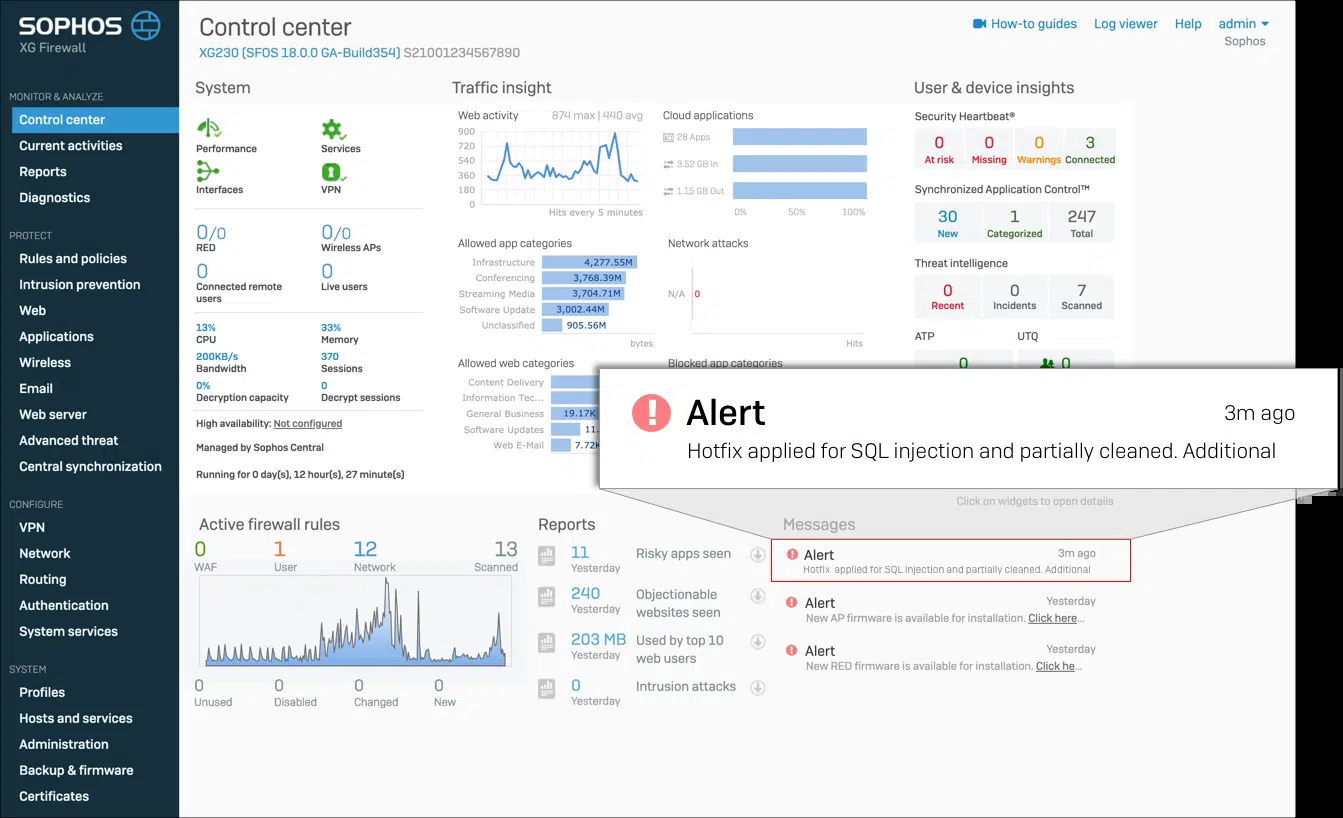 SOPHOS
XG Firewall
MONITOR & ANALYZE
Control center
Current activities
Reports
Diagnostics
PROTECT
Rules and policies
Intrusion prevention
Web
Applications
Wireless
Email
Web server
Advanced threat
Central synchronization
CONFIGURE
VPN
Network
Routing
Authentication
System services
SYSTEM
Profiles
Hosts and services
Administration
Backup & firmware
Certificates
Control center
XG230 (SFOS 18.0.0 GA-Build354) S21001234567890
How-to guides Log viewer Help admin
Sophos
System
Performance Services
Interfaces VPN
0/0 0/0
RED Wireless APs
0 0
Connected remote users Live users
13% 33%
CPU Memory
200KB/s 370
Bandwidth Sessions
0% 0
Decryption capacity Decrypt sessions
High availability: Not configured
Managed by Sophos Central
Running for 0 day(s), 12 hour(s), 27 minute(s)
Traffic insight
Web activity 874 max | 440 avg
900
720
540
360
180
0
Hits every 5 minutes
Cloud applications
28 Apps
3.52 GB In
1.15 GB Out
0% 50% 100%
Allowed app categories
Infrastructure 4,277.55M
Conferencing 3,768.39M
Streaming Media 3,704.71M
Software Update 3,002.44M
Unclassified 905.56M
bytes
Network attacks
N/A 0
Hits
Allowed web categories
Content Delivery
Information Tec...
General Business 19.17K
Software Updates 11.
Web E-Mail 7.72K
Blocked app categories
User & device insights
Security Heartbeat®
0 0 0 3
At risk Missing Warnings Connected
Synchronized Application Control™
30 1 247
New Categorized Total
Threat intelligence
0 0 7
Recent Incidents Scanned
ATP UTQ
0 0
Alert 3m ago
Hotfix applied for SQL injection and partially cleaned. Additional
Click on widgets to open details
Active firewall rules
0 1 12 13
WAF User Network Scanned
0 0 0 0
Unused Disabled Changed New
Reports
11 Risky apps seen
Yesterday
240 Objectionable
Yesterday websites seen
203 MB Used by top 10
Yesterday web users
0 Intrusion attacks
Yesterday
Messages
Alert 3m ago
Hotfix applied for SQL injection and partially cleaned. Additional
Alert Yesterday
New AP firmware is available for installation. Click here...
Alert Yesterday
New RED firmware is available for installation. Click he...